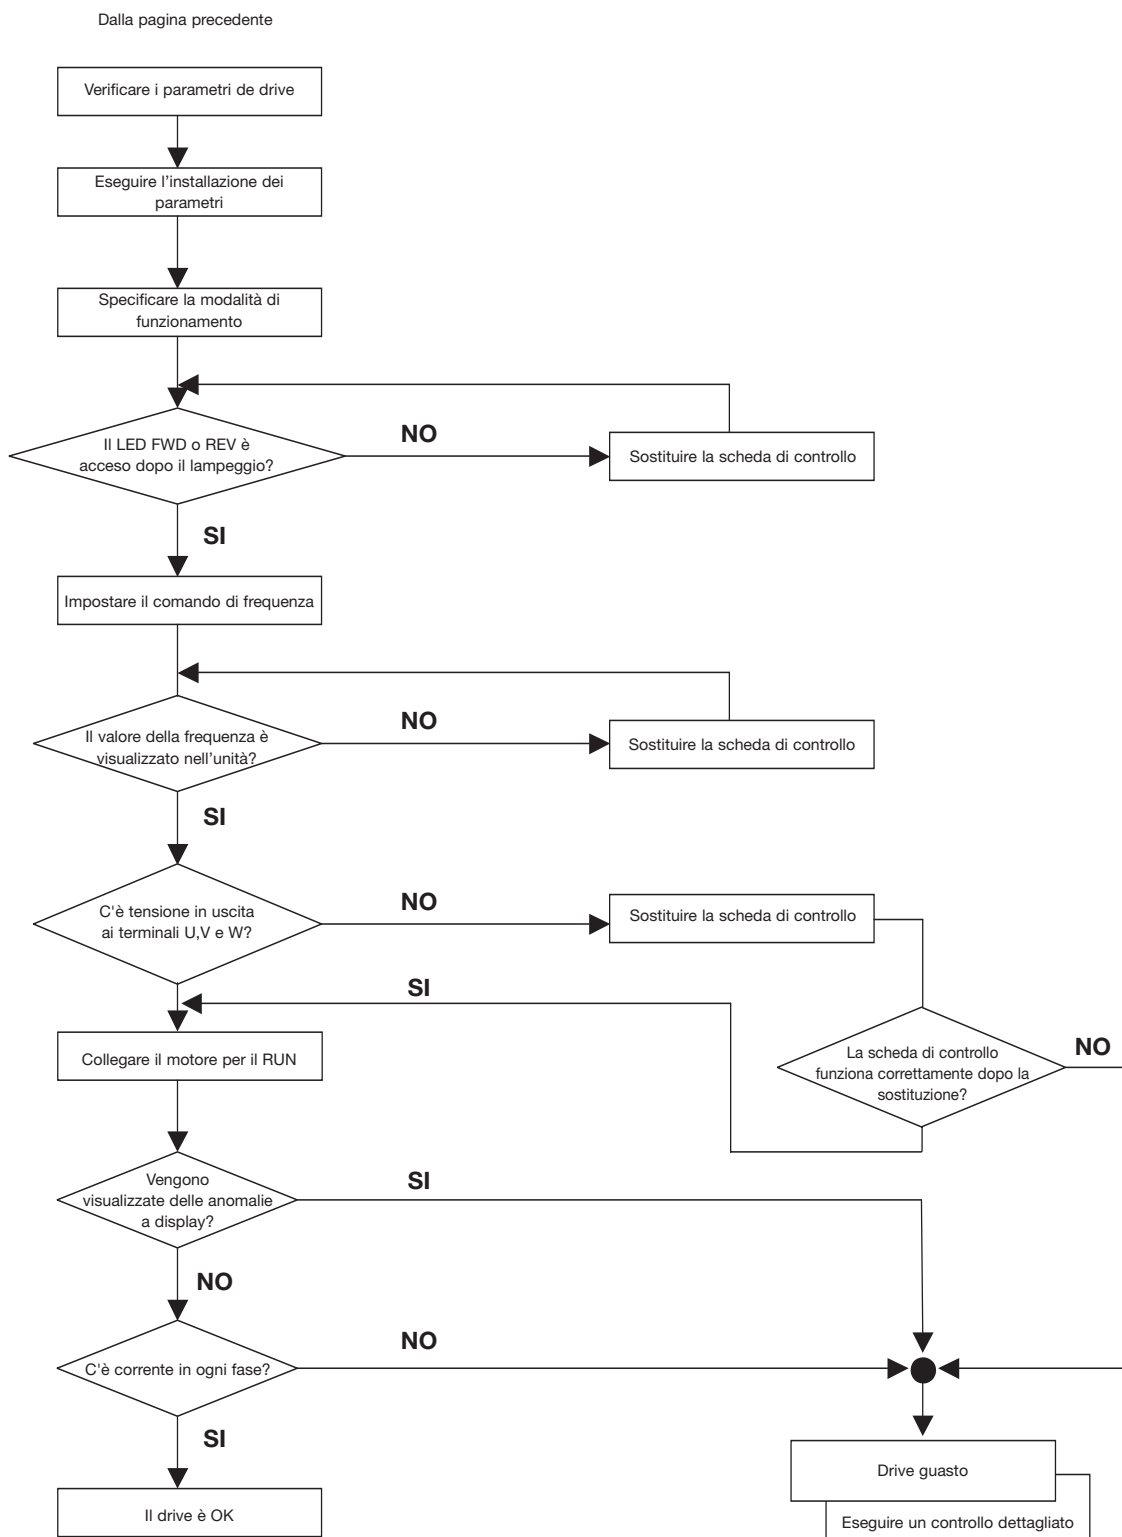 Dalla pagina precedente
Verificare i parametri de drive
Eseguire l'installazione dei
parametri
Specificare la modalità di
funzionamento
Il LED FWD o REV è
acceso dopo il lampeggio?
NO
Sostituire la scheda di controllo
SI
Impostare il comando di frequenza
Il valore della frequenza è
visualizzato nell'unità?
NO
Sostituire la scheda di controllo
SI
C'è tensione in uscita
ai terminali U,V e W?
NO
Sostituire la scheda di controllo
SI
La scheda di controllo
funziona correttamente dopo la
sostituzione?
NO
Collegare il motore per il RUN
Vengono
visualizzate delle anomalie
a display?
SI
NO
C'è corrente in ogni fase?
NO
SI
Drive guasto
Il drive è OK
Eseguire un controllo dettagliato